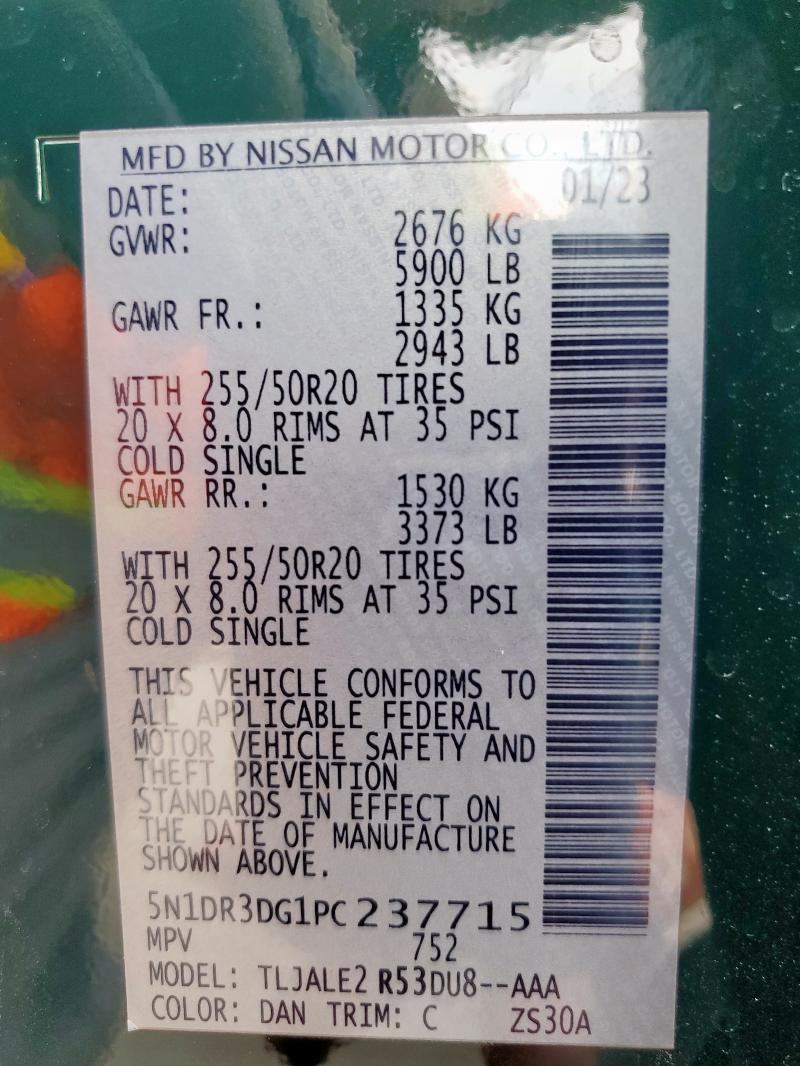 MFD BY NISSAN MOTOR CO., LTD.
DATE: 01/23
GVWR: 2676 KG
5900 LB
GAWR FR.: 1335 KG
2943 LB
WITH 255/50R20 TIRES
20 X 8.0 RIMS AT 35 PSI
COLD SINGLE
GAWR RR.: 1530 KG
3373 LB
WITH 255/50R20 TIRES
20 X 8.0 RIMS AT 35 PSI
COLD SINGLE
THIS VEHICLE CONFORMS TO
ALL APPLICABLE FEDERAL
MOTOR VEHICLE SAFETY AND
THEFT PREVENTION
STANDARDS IN EFFECT ON
THE DATE OF MANUFACTURE
SHOWN ABOVE.
5N1DR3DG1PC237715
MPV 752
MODEL: TLJALE2 R53DU8--AAA
COLOR: DAN TRIM: C ZS30A